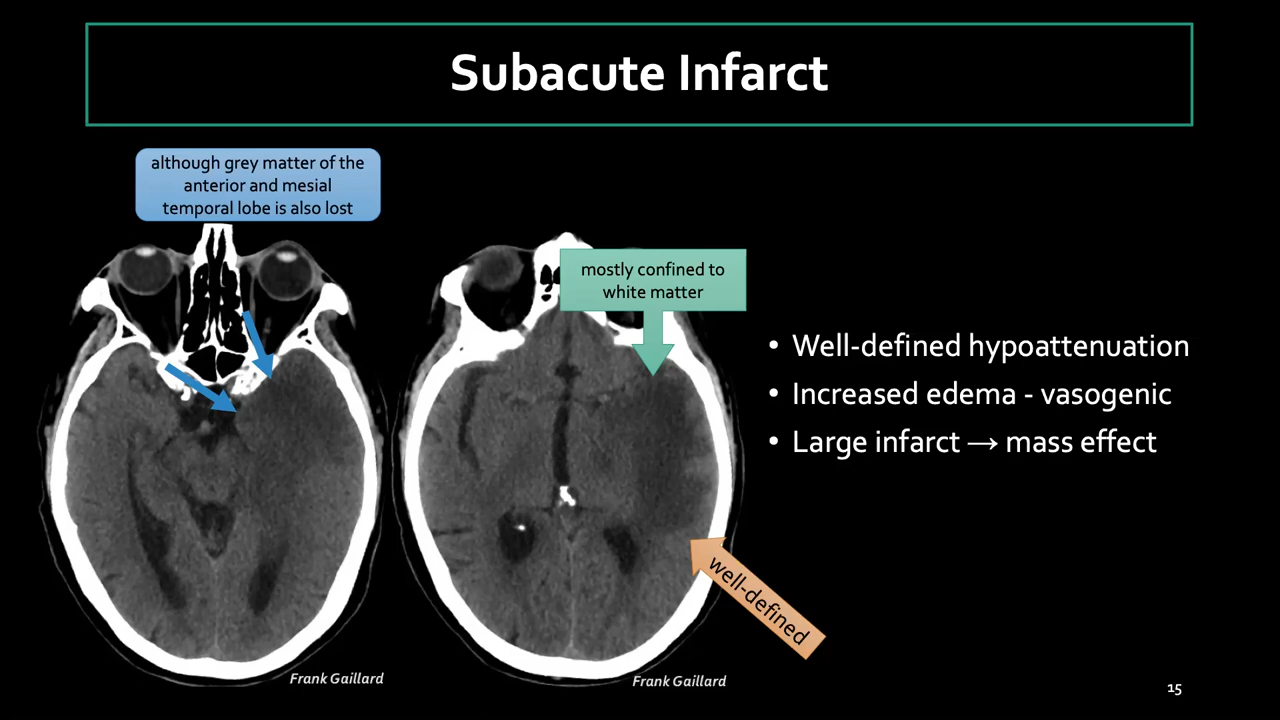 Subacute Infarct
although grey matter of the
anterior and mesial
temporal lobe is also lost
mostly confined to
white matter
• Well-defined hypoattenuation
• Increased edema - vasogenic
• Large infarct → mass effect
well-defined
Frank Gaillard
Frank Gaillard
15